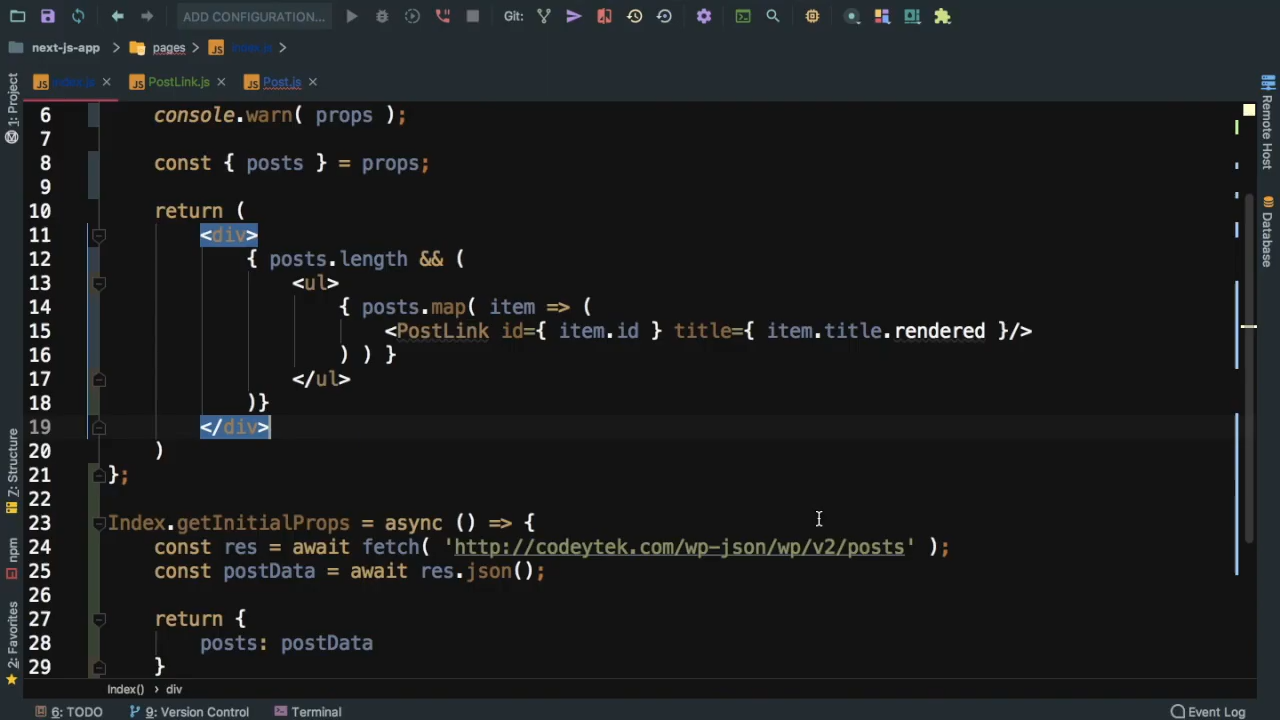 ADD CONFIGURATION... Git:
next-js-app pages index.js
index.js PostLink.js Post.js
1: Project
Z: Structure
npm
2: Favorites
Remote Host
Database
6 console.warn( props );
7
8 const { posts } = props;
9
10 return (
11 <div>
12 { posts.length && (
13 <ul>
14 { posts.map( item => (
15 <PostLink id={ item.id } title={ item.title.rendered }/>
16 ) ) }
17 </ul>
18 )}
19 </div>
20 )
21 };
22
23 Index.getInitialProps = async () => {
24 const res = await fetch( 'http://codeytek.com/wp-json/wp/v2/posts' );
25 const postData = await res.json();
26
27 return {
28 posts: postData
29 }
Index() › div
6: TODO 9: Version Control Terminal Event Log